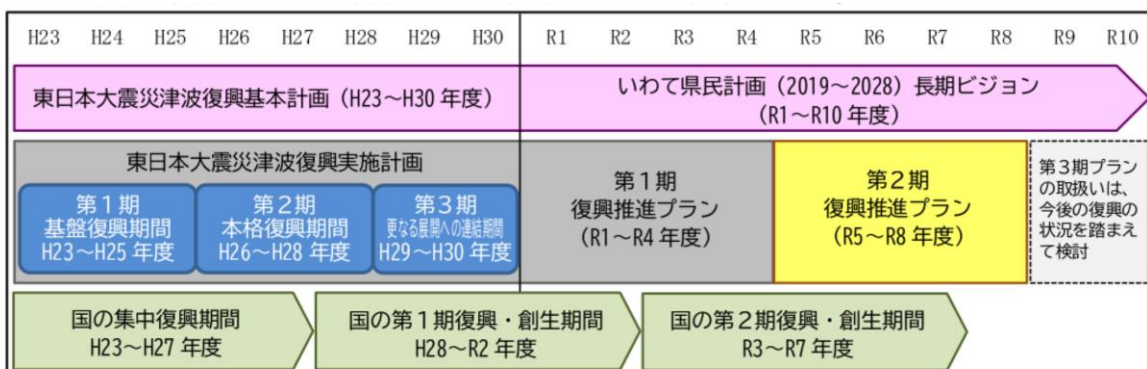 H23 H24 H25 H26 H27 H28 H29 H30 R1 R2 R3 R4 R5 R6 R7 R8 R9 R10
東日本大震災津波復興基本計画（H23～H30 年度）
いわて県民計画（2019～2028）長期ビジョン
（R1～R10 年度）
東日本大震災津波復興実施計画
第１期
基盤復興期間
H23～H25 年度
第２期
本格復興期間
H26～H28 年度
第３期
更なる展開への連結期間
H29～H30 年度
第１期
復興推進プラン
（R1～R4 年度）
第２期
復興推進プラン
（R5～R8 年度）
第３期プラン
の取扱いは、
今後の復興の
状況を踏まえ
て検討
国の集中復興期間
H23～H27 年度
国の第１期復興・創生期間
H28～R2 年度
国の第２期復興・創生期間
R3～R7 年度